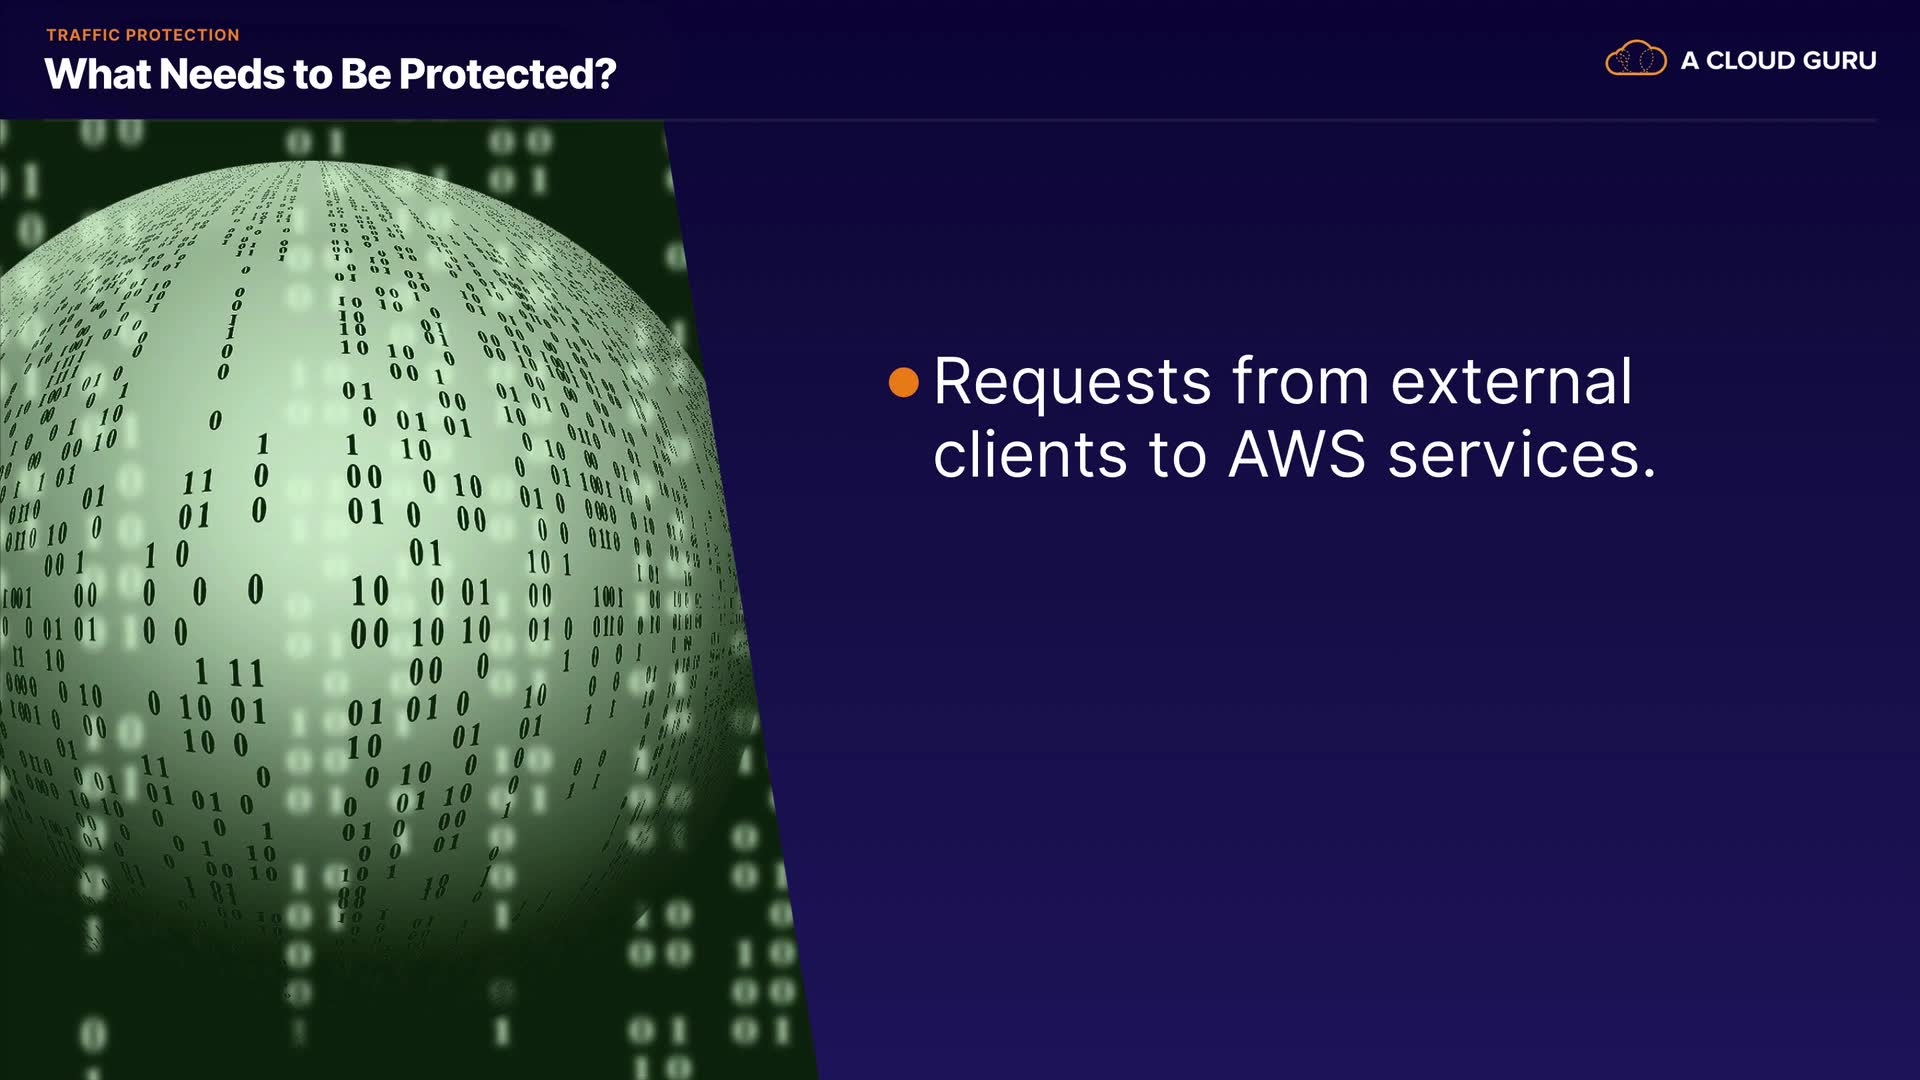 TRAFFIC PROTECTION
What Needs to Be Protected?
A CLOUD GURU
Requests from external
clients to AWS services.